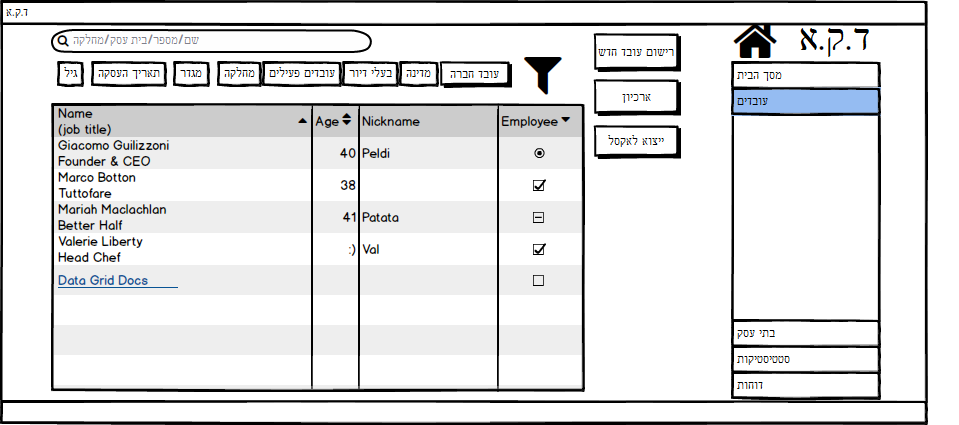 ד.ק.א
שם/מספר/בית עסק/מחלקה
גיל
תאריך העסקה
מגדר
מחלקה
עובדים פעילים
בעלי דיור
מדינה
עובד חברה
רישום עובד חדש
ארכיון
ייצוא לאקסל
Name
(job title)
Age
Nickname
Employee
Giacomo Guilizzoni
Founder & CEO
40
Peldi
Marco Botton
Tuttofare
38
Mariah Maclachlan
Better Half
41
Patata
Valerie Liberty
Head Chef
:)
Val
Data Grid Docs
ד.ק.א
מסך הבית
עובדים
בתי עסק
סטטיסטיקות
דוחות